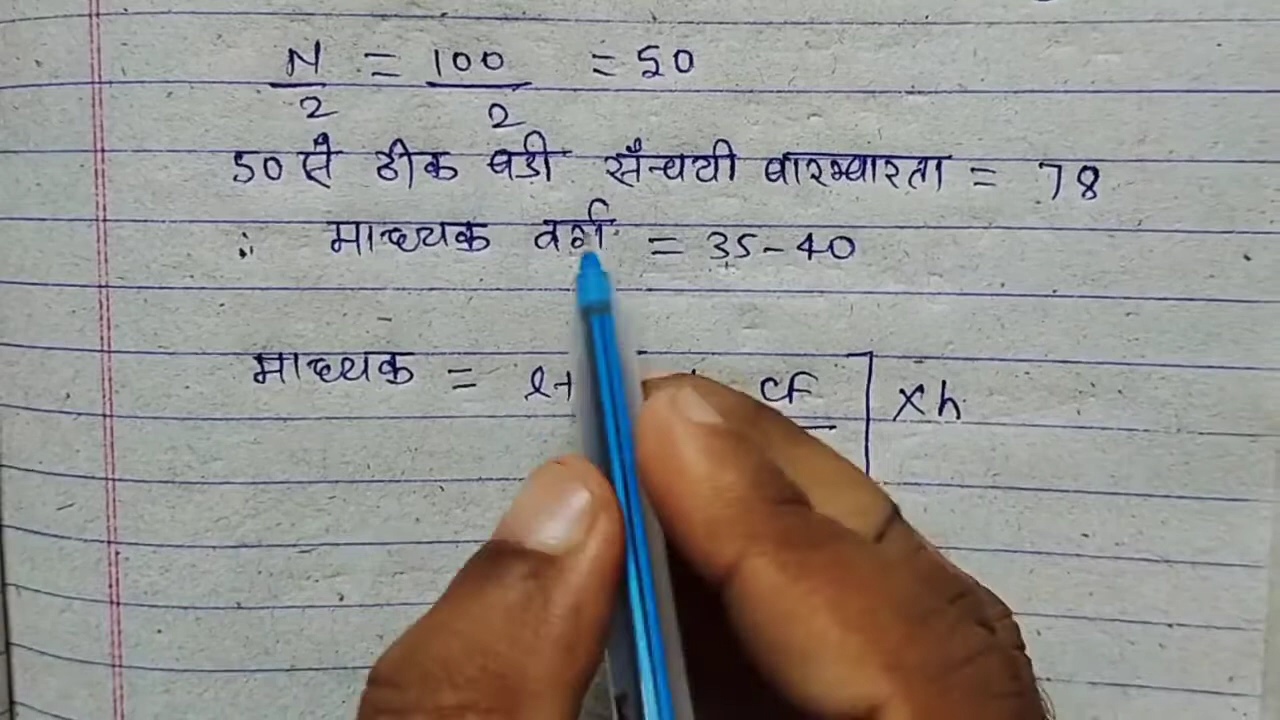 N = 100 = 50
2 2
50 से ठीक बडी सँन्चयी बारम्बारता = 78
∴ माध्यक वर्ग = 35-40
माध्यक = l+ CF × h